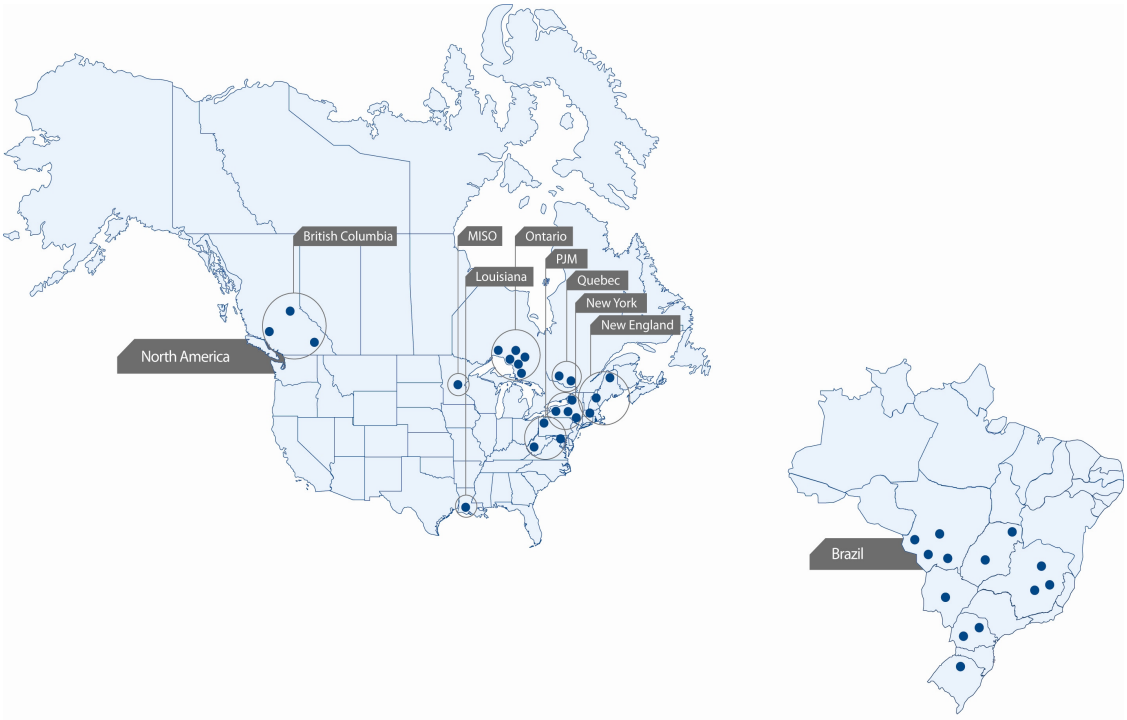 British Columbia
MISO
Ontario
PJM
Louisiana
Quebec
New York
New England
North America
Brazil